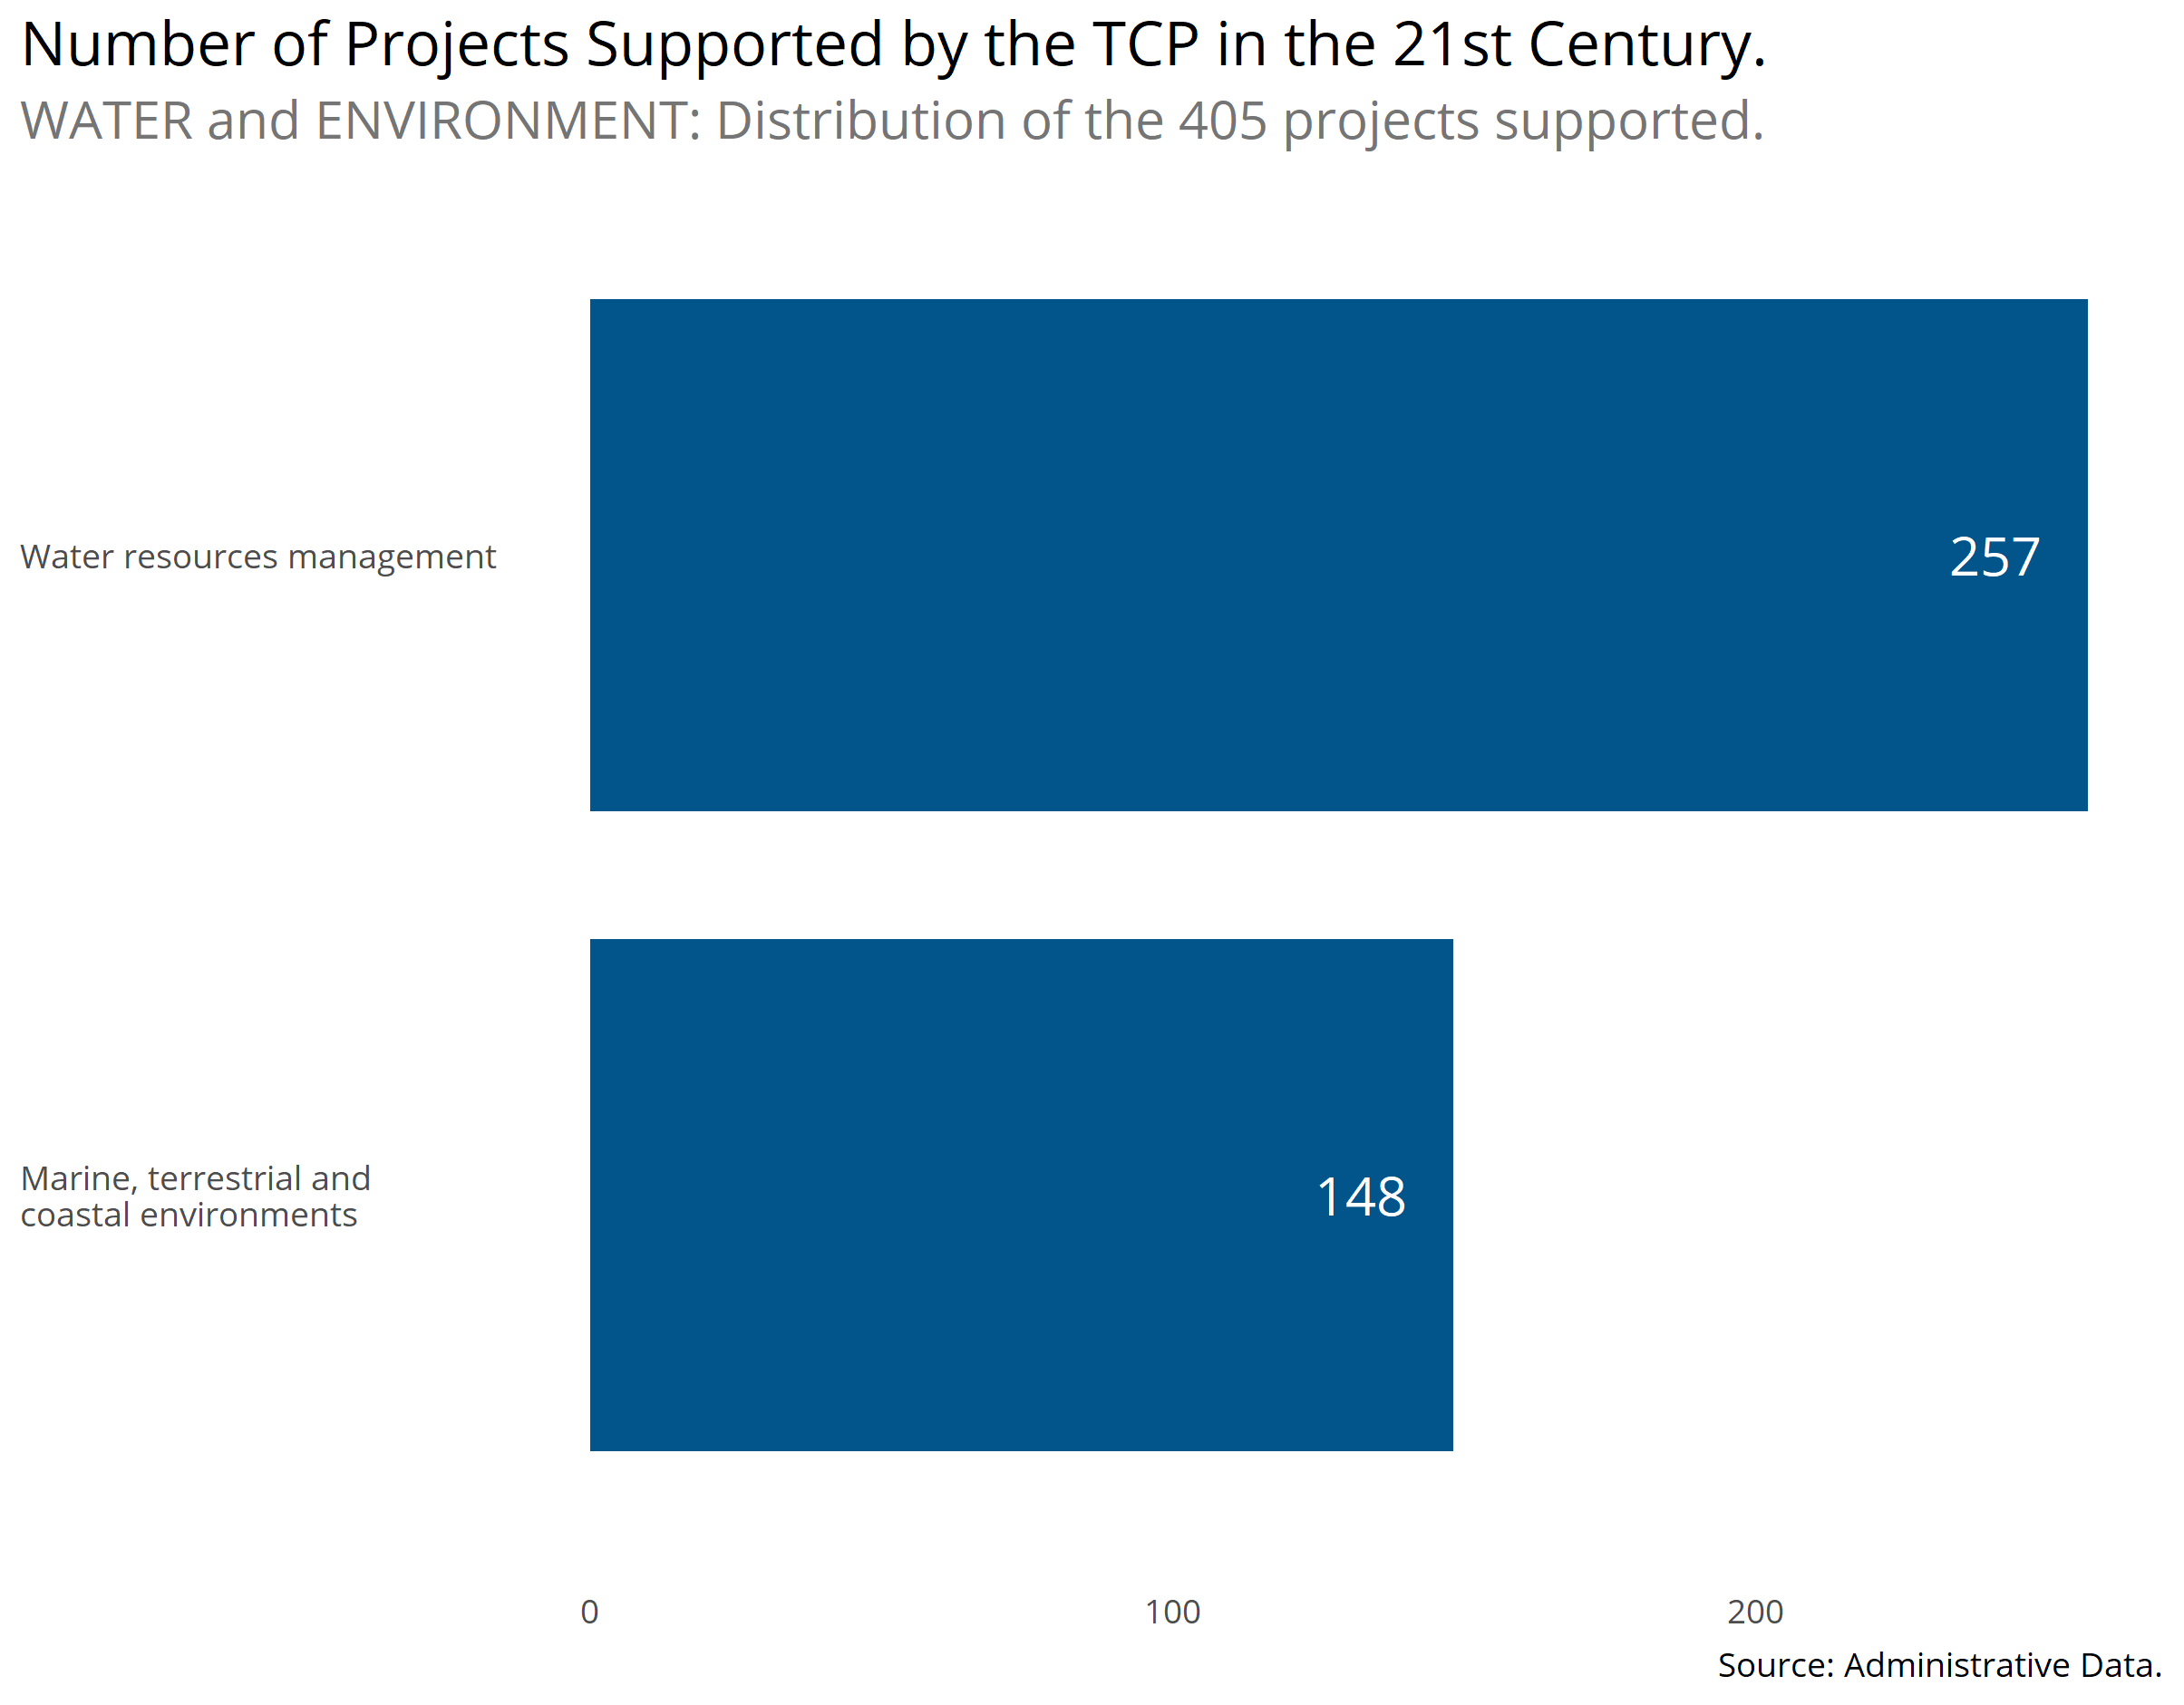 Number of Projects Supported by the TCP in the 21st Century.
WATER and ENVIRONMENT: Distribution of the 405 projects supported.
Water resources management
257
Marine, terrestrial and
coastal environments
148
0 100 200
Source: Administrative Data.